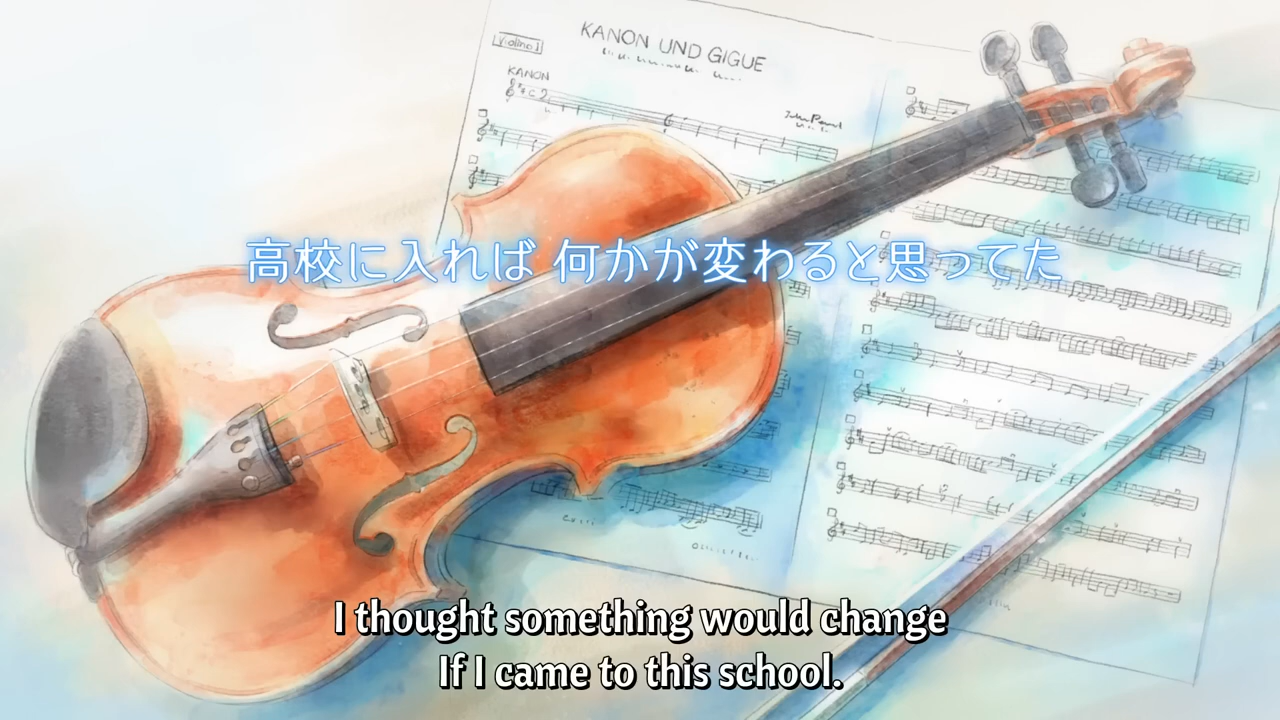 KANON UND GIGUE
Violino I
KANON
高校に入れば 何かが変わると思ってた
I thought something would change
If I came to this school.